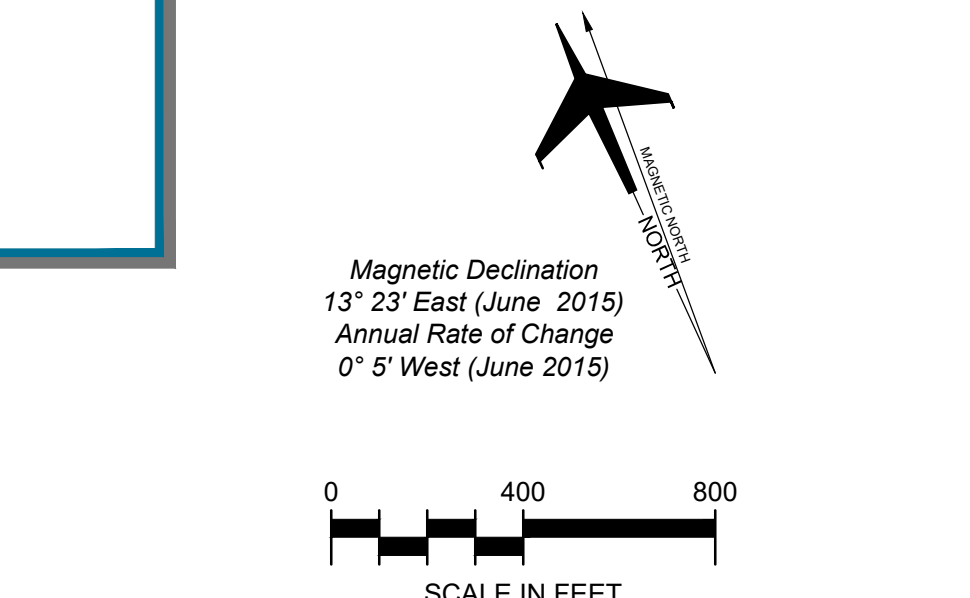 MAGNETIC NORTH
NORTH
Magnetic Declination
13° 23' East (June 2015)
Annual Rate of Change
0° 5' West (June 2015)
0 400 800
SCALE IN FEET